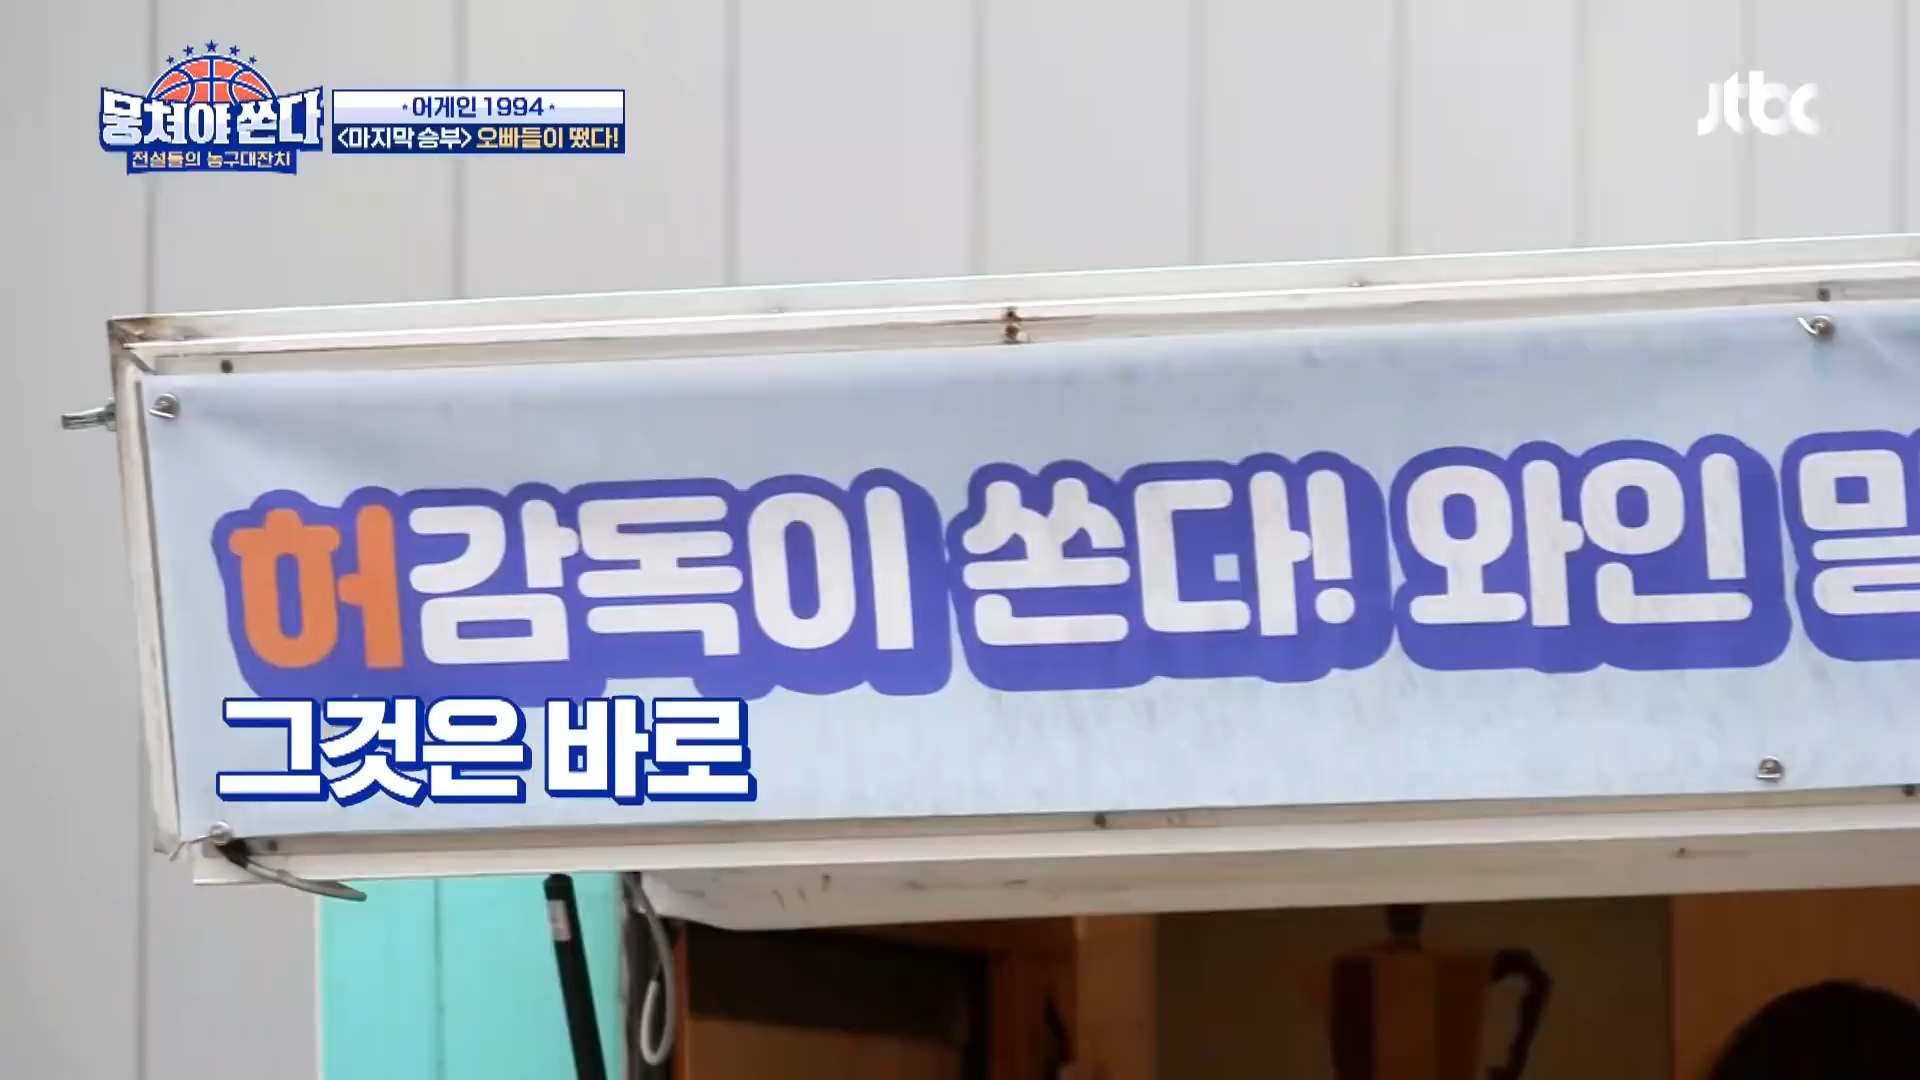 뭉쳐야 쏜다
전설들의 농구대잔치
어게인 1994
<마지막 승부> 오빠들이 떴다!
jtbc
허감독이 쏜다! 와인
그것은 바로